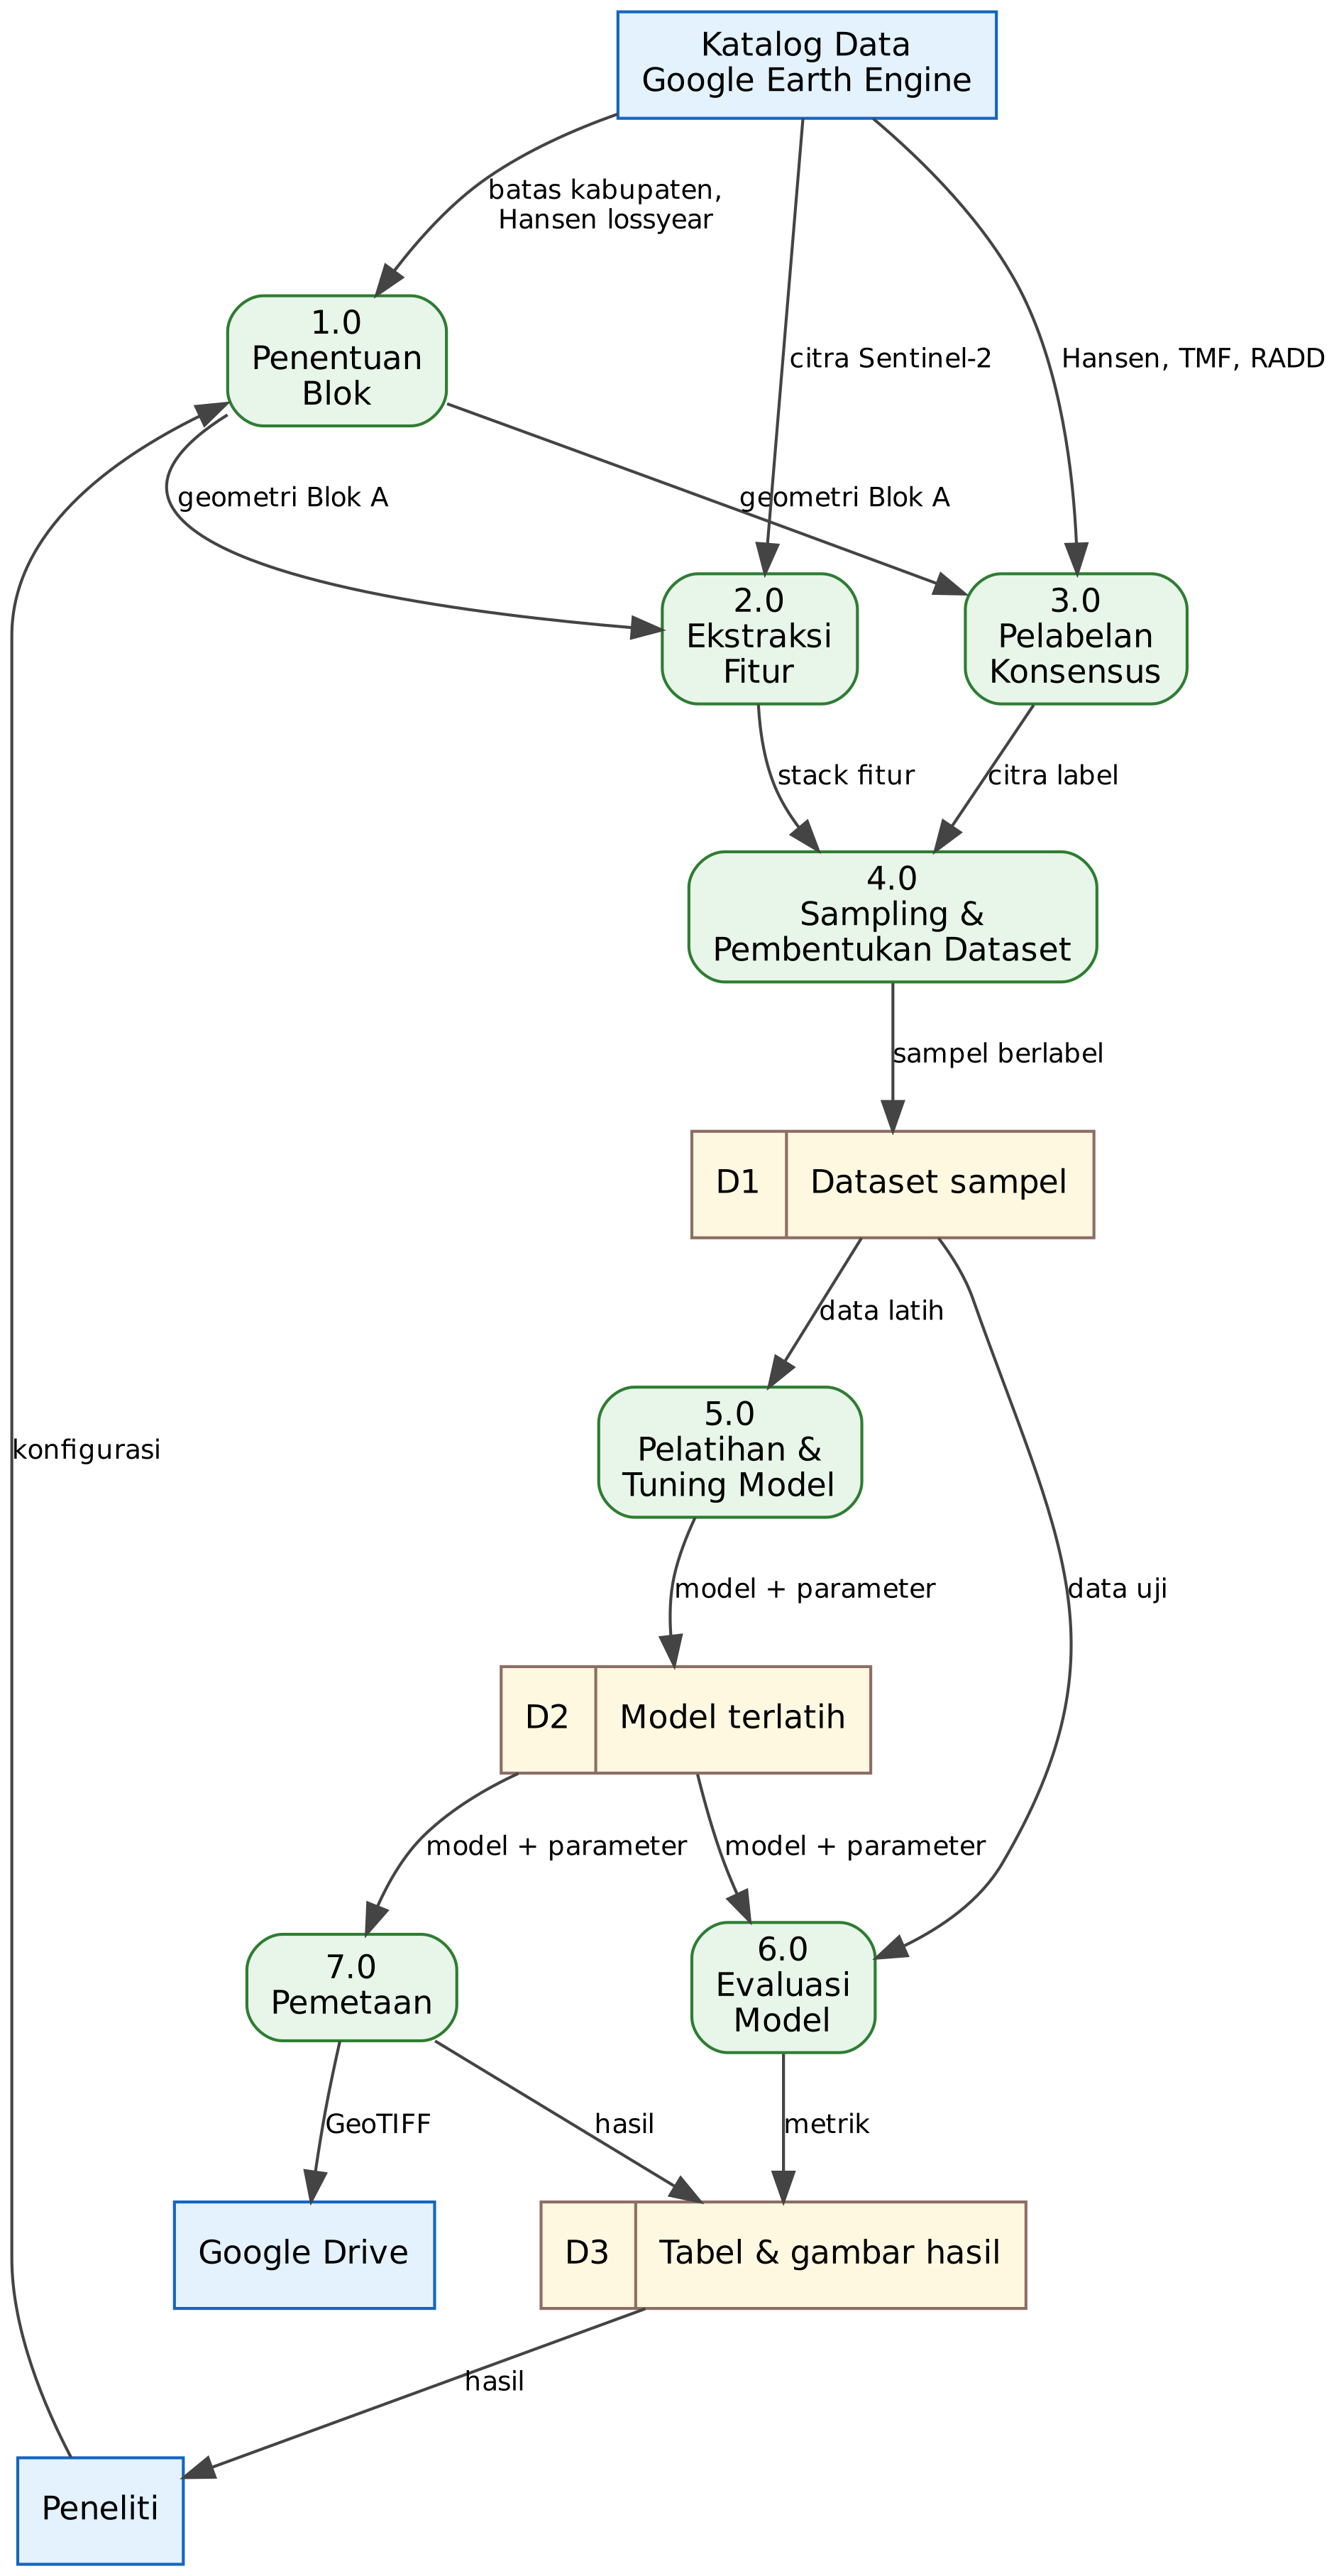 Katalog Data
Google Earth Engine
batas kabupaten,
Hansen lossyear
1.0
Penentuan
Blok
citra Sentinel-2
Hansen, TMF, RADD
geometri Blok A
geometri Blok A
2.0
Ekstraksi
Fitur
3.0
Pelabelan
Konsensus
stack fitur
citra label
4.0
Sampling &
Pembentukan Dataset
sampel berlabel
D1
Dataset sampel
data latih
5.0
Pelatihan &
Tuning Model
konfigurasi
model + parameter
data uji
D2
Model terlatih
model + parameter
model + parameter
7.0
Pemetaan
6.0
Evaluasi
Model
GeoTIFF
hasil
metrik
Google Drive
D3
Tabel & gambar hasil
hasil
Peneliti